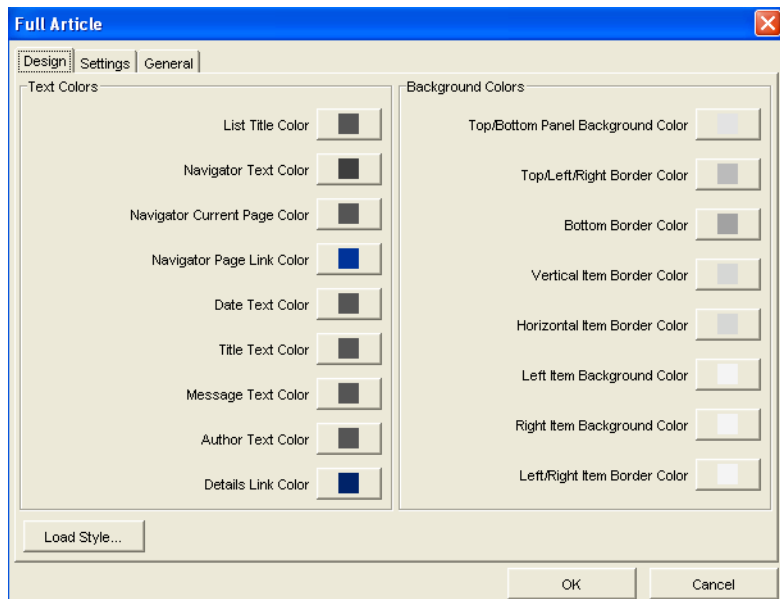 Full Article
Design Settings General
Text Colors
List Title Color
Navigator Text Color
Navigator Current Page Color
Navigator Page Link Color
Date Text Color
Title Text Color
Message Text Color
Author Text Color
Details Link Color
Background Colors
Top/Bottom Panel Background Color
Top/Left/Right Border Color
Bottom Border Color
Vertical Item Border Color
Horizontal Item Border Color
Left Item Background Color
Right Item Background Color
Left/Right Item Border Color
Load Style...
OK Cancel